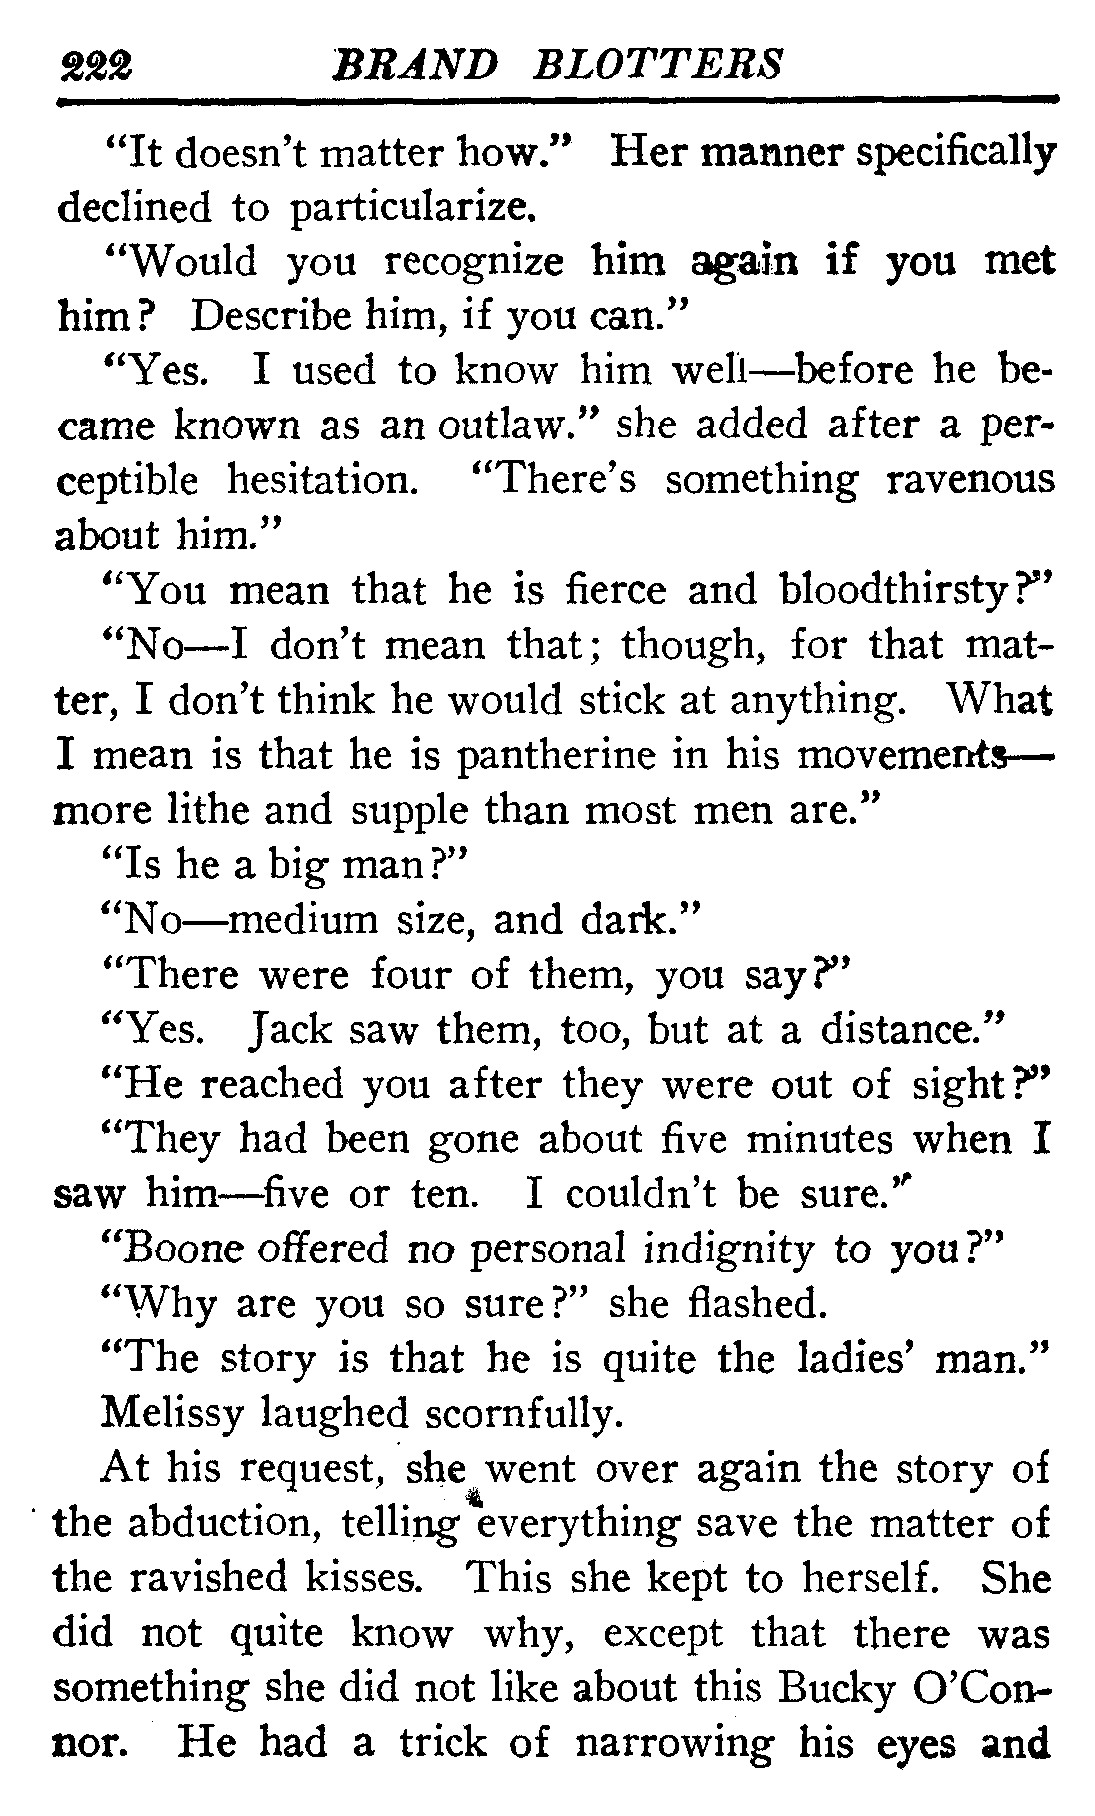 222 BRAND BLOTTERS
“It doesn’t matter how.” Her manner specifically
declined to particularize.
“Would you recognize him again if you met
him? Describe him, if you can.”
“Yes. I used to know him well—before he be-
came known as an outlaw.” she added after a per-
ceptible hesitation. “There’s something ravenous
about him.”
“You mean that he is fierce and bloodthirsty?”
“No—I don’t mean that; though, for that mat-
ter, I don’t think he would stick at anything. What
I mean is that he is pantherine in his movements—
more lithe and supple than most men are.”
“Is he a big man?”
“No—medium size, and dark.”
“There were four of them, you say?”
“Yes. Jack saw them, too, but at a distance.”
“He reached you after they were out of sight?”
“They had been gone about five minutes when I
saw him—five or ten. I couldn’t be sure.”
“Boone offered no personal indignity to you?”
“Why are you so sure?” she flashed.
“The story is that he is quite the ladies’ man.”
Melissy laughed scornfully.
At his request, she went over again the story of
the abduction, telling everything save the matter of
the ravished kisses. This she kept to herself. She
did not quite know why, except that there was
something she did not like about this Bucky O’Con-
nor. He had a trick of narrowing his eyes and